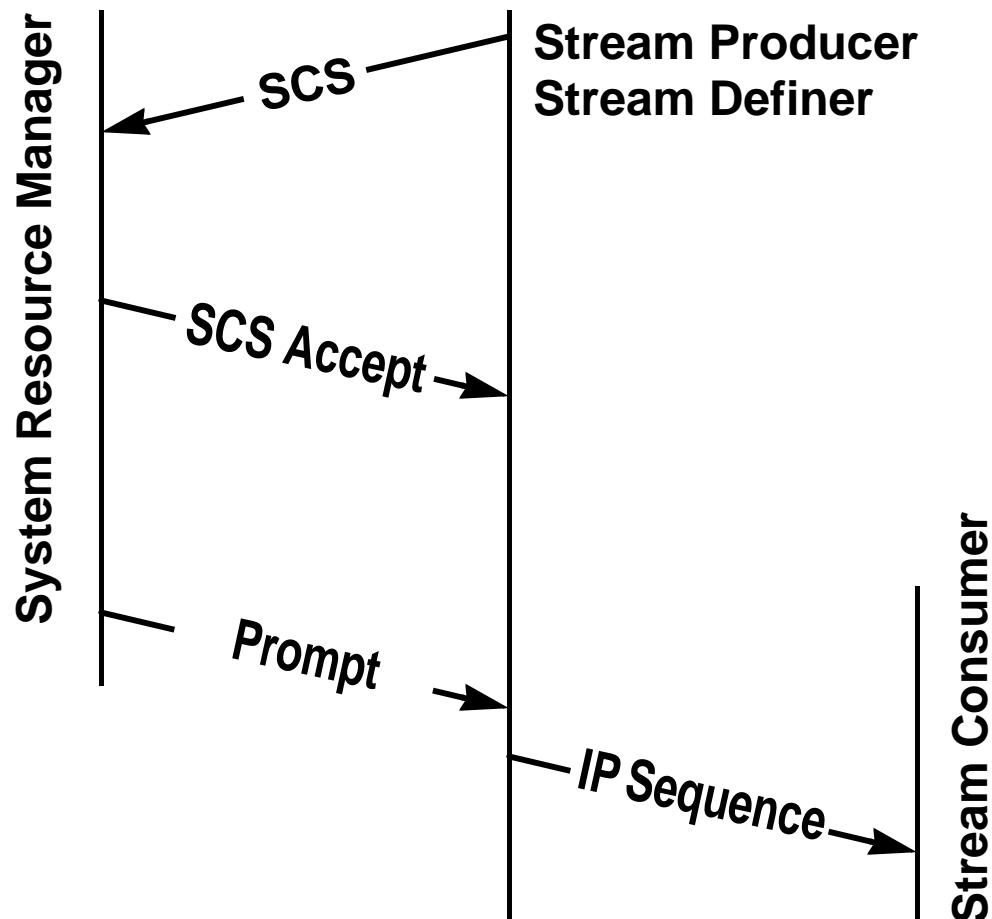 System Resource Manager
Stream Producer
Stream Definer
SCS
SCS Accept
Prompt
IP Sequence
Stream Consumer